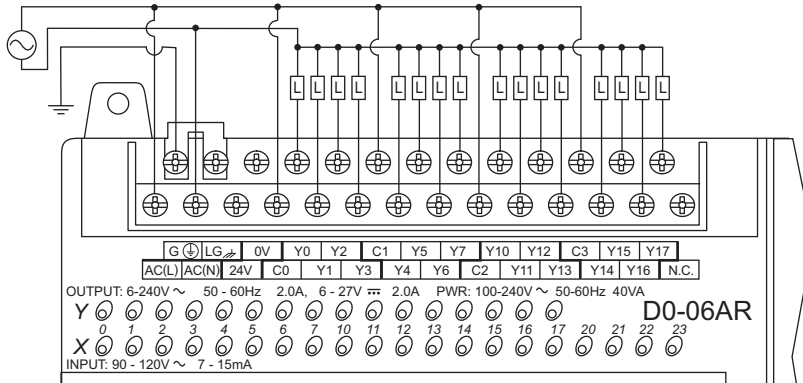 L L L L L L L L L L L L L L L L
G LG 0V Y0 Y2 C1 Y5 Y7 Y10 Y12 C3 Y15 Y17
AC(L) AC(N) 24V C0 Y1 Y3 Y4 Y6 C2 Y11 Y13 Y14 Y16 N.C.
OUTPUT: 6-240V ∿ 50 - 60Hz 2.0A, 6 - 27V ⎓ 2.0A PWR: 100-240V ∿ 50-60Hz 40VA
Y D0-06AR
0 1 2 3 4 5 6 7 10 11 12 13 14 15 16 17 20 21 22 23
X
INPUT: 90 - 120V ∿ 7 - 15mA